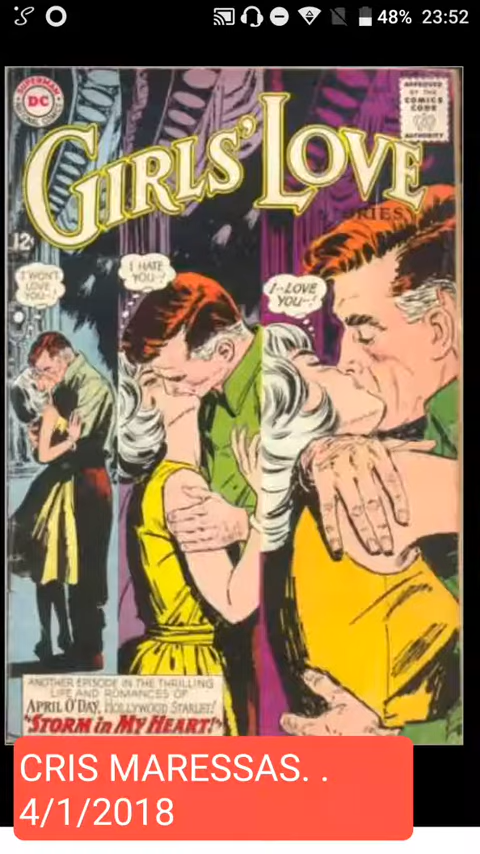 48% 23:52
SUPERMAN
DC
APPROVED
BY THE
COMICS
CODE
AUTHORITY
GIRLS' LOVE
STORIES
12¢
I WON'T
LOVE
YOU--!
I HATE
YOU--!
I--LOVE
YOU--!
ANOTHER EPISODE IN THE THRILLING
LIFE AND ROMANCES OF
APRIL O'DAY, HOLLYWOOD STARLET!
"STORM in MY HEART!"
CRIS MARESSAS. .
4/1/2018